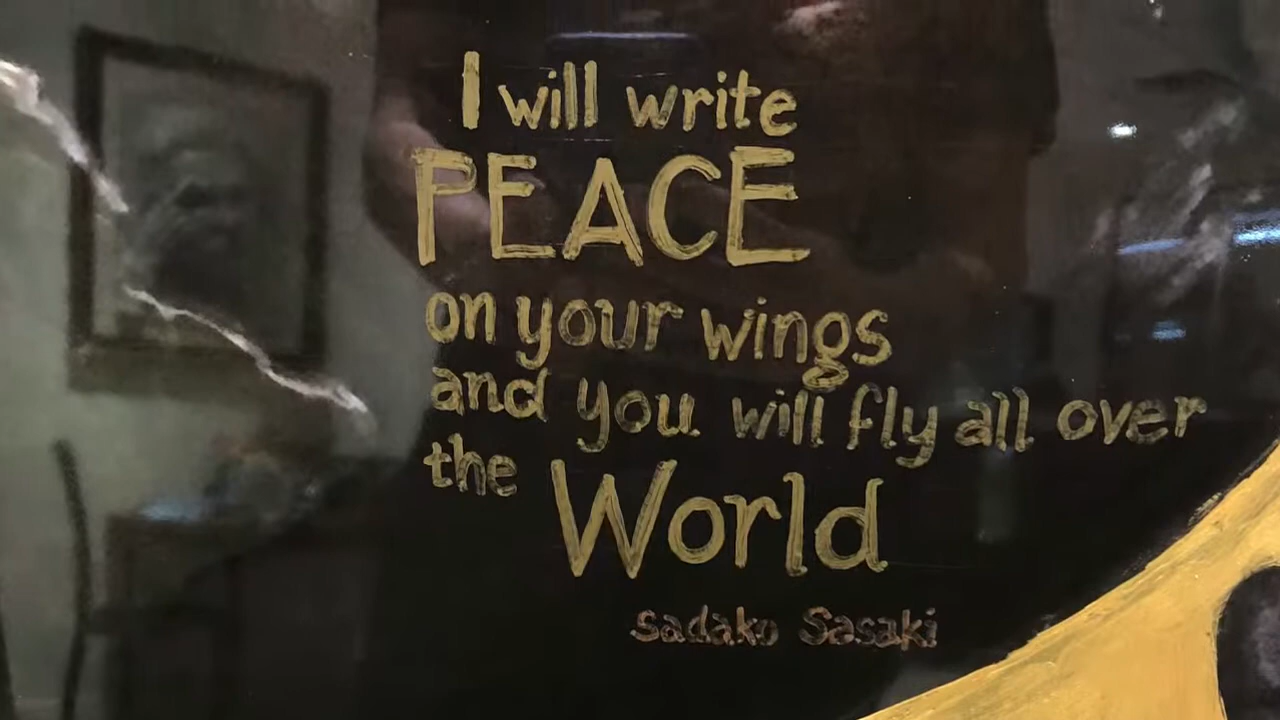 I will write
PEACE
on your wings
and you will fly all over
the World
Sadako Sasaki